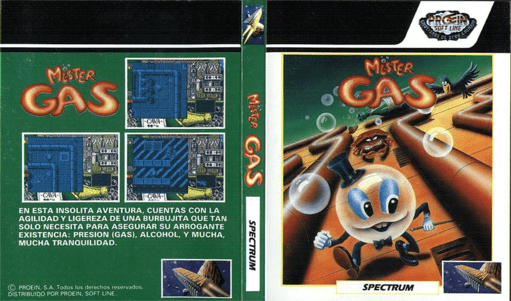 MISTER
GAS
EN ESTA INSOLITA AVENTURA, CUENTAS CON LA
AGILIDAD Y LIGEREZA DE UNA BURBUJITA QUE TAN
SOLO NECESITA PARA ASEGURAR SU ARROGANTE
EXISTENCIA: PRESION (GAS), ALCOHOL, Y MUCHA,
MUCHA TRANQUILIDAD.
© PROEIN, S.A. Todos los derechos reservados.
DISTRIBUIDO POR PROEIN, SOFT LINE
MISTER
GAS
SPECTRUM
PROEIN
SOFT LINE
MISTER
GAS
SPECTRUM